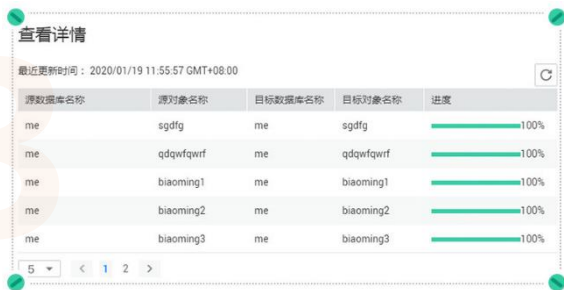 查看详情
最近更新时间： 2020/01/19 11:55:57 GMT+08:00
源数据库名称 源对象名称 目标数据库名称 目标对象名称 进度
me sgdfg me sgdfg 100%
me qdqwfqwrf me qdqwfqwrf 100%
me biaoming1 me biaoming1 100%
me biaoming2 me biaoming2 100%
me biaoming3 me biaoming3 100%
5 < 1 2 >